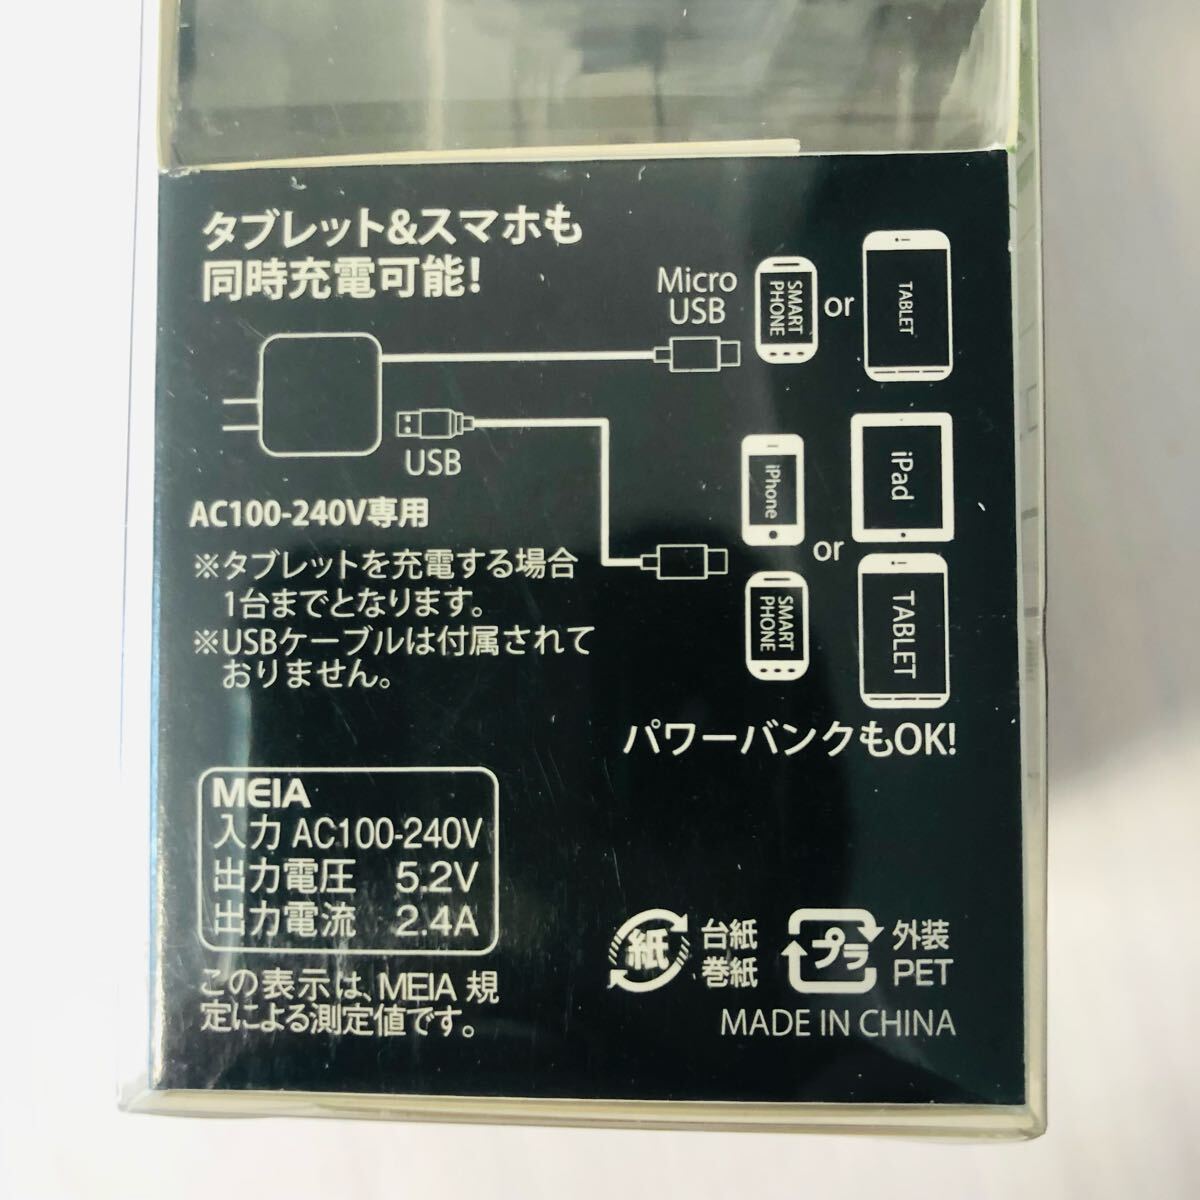 タブレット&スマホも
同時充電可能!
Micro
USB
SMART
PHONE
or
TABLET
USB
iPhone
iPad
or
SMART
PHONE
TABLET
AC100-240V専用
※タブレットを充電する場合
1台までとなります。
※USBケーブルは付属されて
おりません。
パワーバンクもOK!
MEIA
入力 AC100-240V
出力電圧 5.2V
出力電流 2.4A
この表示は、MEIA 規
定による測定値です。
紙
台紙
巻紙
プラ
外装
PET
MADE IN CHINA